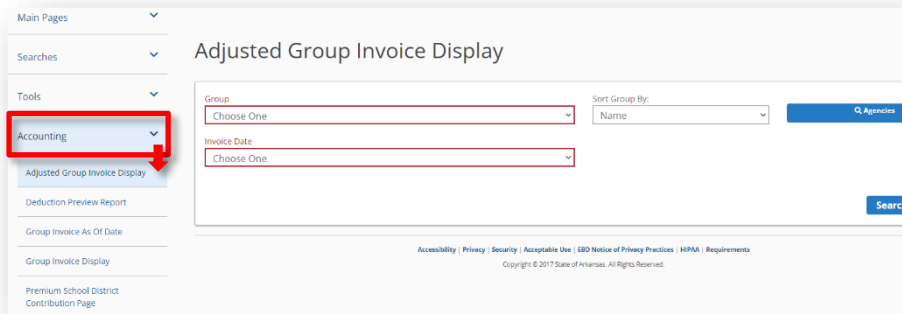 Main Pages
Searches
Tools
Accounting
Adjusted Group Invoice Display
Deduction Preview Report
Group Invoice As Of Date
Group Invoice Display
Premium School District
Contribution Page
Adjusted Group Invoice Display
Group
Choose One
Sort Group By:
Name
Agencies
Invoice Date
Choose One
Searc
Accessibility | Privacy | Security | Acceptable Use | EBD Notice of Privacy Practices | HIPAA | Requirements
Copyright © 2017 State of Arkansas. All Rights Reserved.